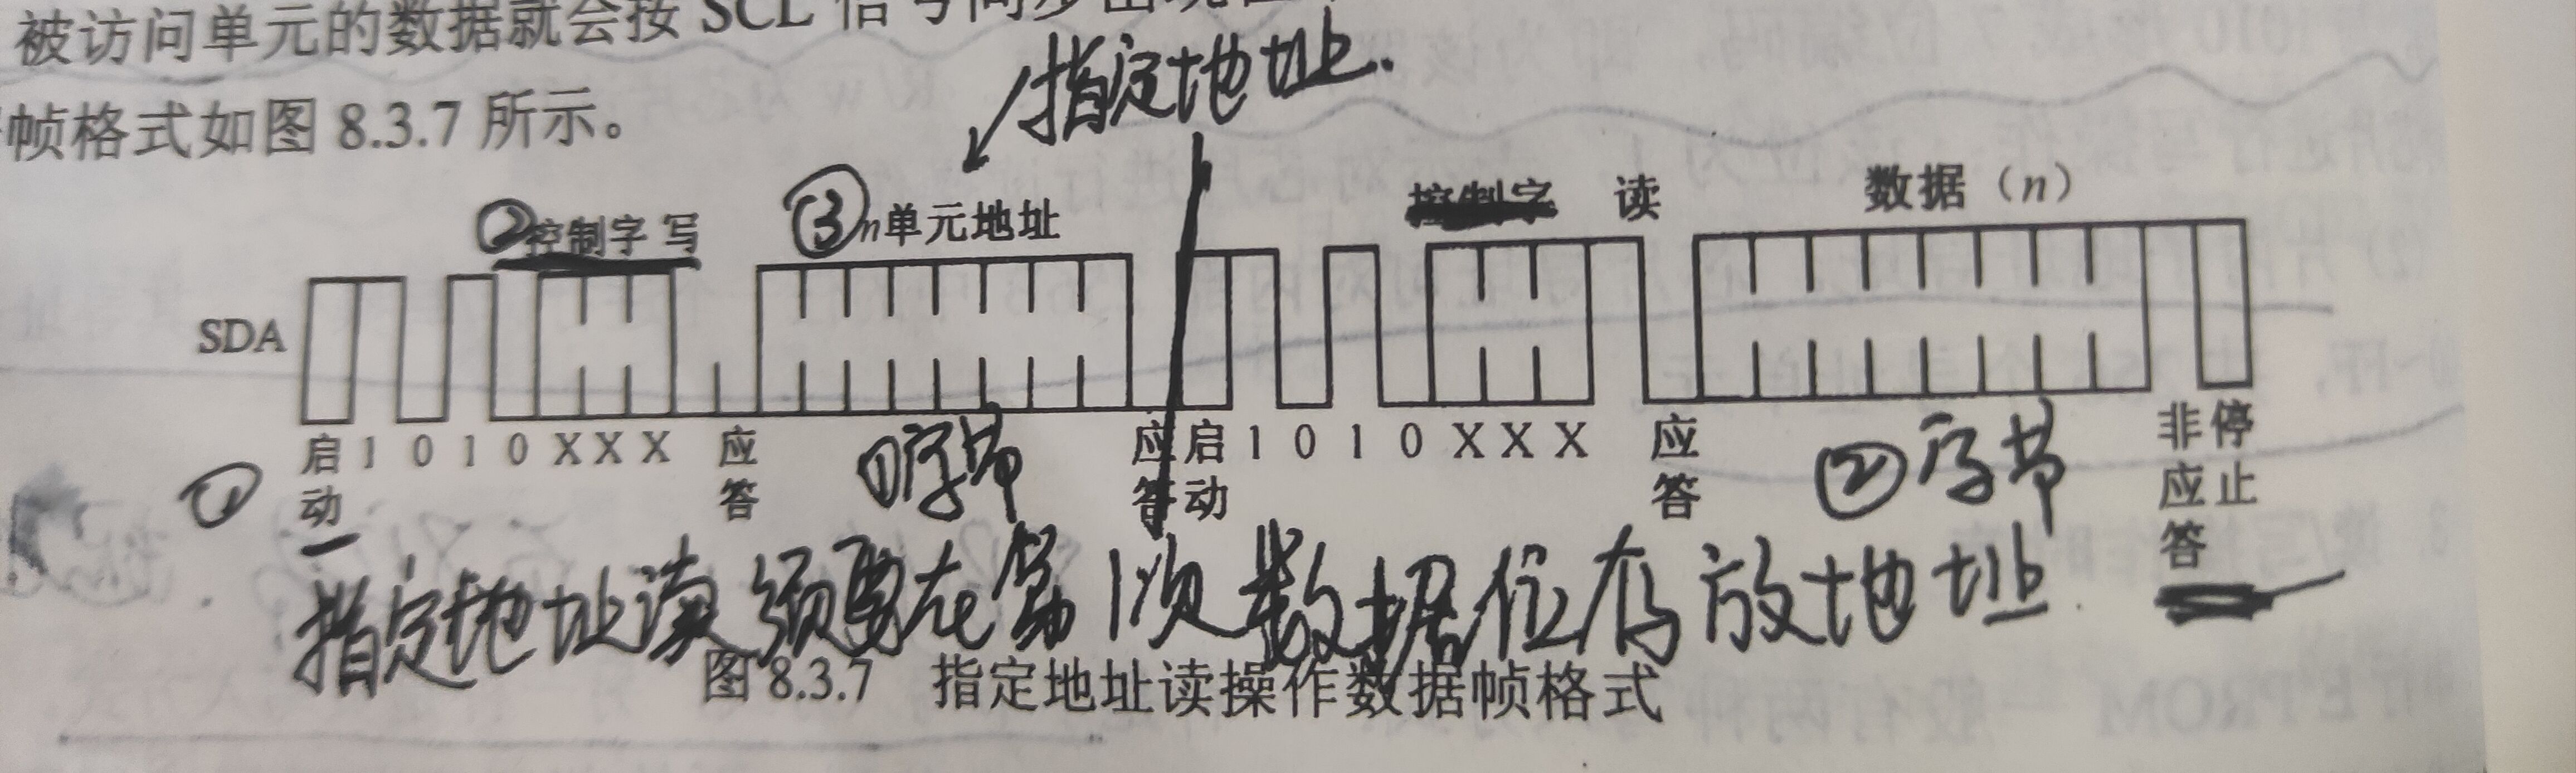 被访问单元的数据就会按 SCL 信号同步出现在
指定地址.
帧格式如图 8.3.7 所示。
②控制字 写 ③n单元地址 控制字 读 数据（n）
SDA
启动 1 0 1 0 X X X 应答 应答 启动 1 0 1 0 X X X 应答 非应答 停止
① ①字节 ②字节
指定地址读须要在第1次数据位存放地址
图 8.3.7 指定地址读操作数据帧格式